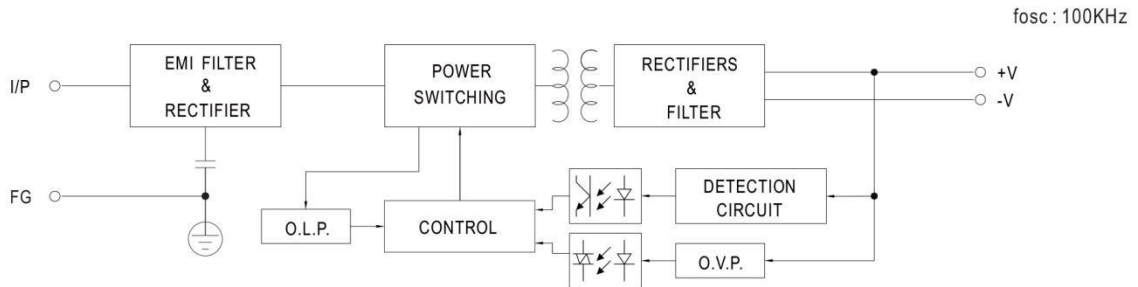 fosc : 100KHz
I/P
EMI FILTER
&
RECTIFIER
POWER
SWITCHING
RECTIFIERS
&
FILTER
+V
-V
FG
O.L.P.
CONTROL
DETECTION
CIRCUIT
O.V.P.